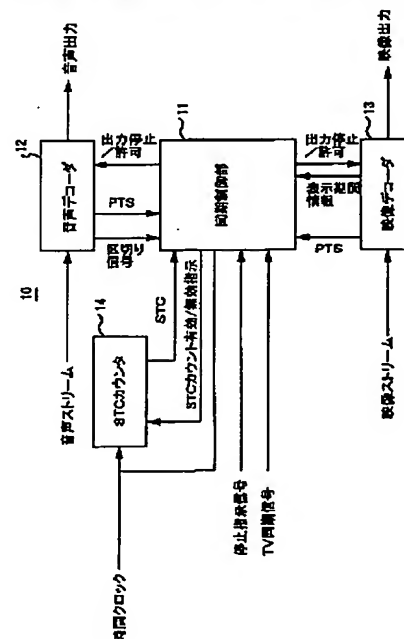 10
音声ストリーム
12
音声デコーダ
音声出力
PTS
区切り
出力停止
許可
14
STCカウンタ
STC
STCカウント有効/無効指示
時間クロック
11
同期制御部
停止指示信号
TV同期信号
出力停止
許可
表示期間
情報
PTS
13
映像デコーダ
映像ストリーム
映像出力